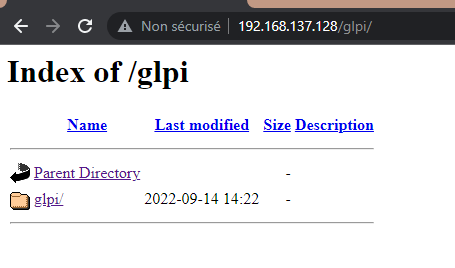 Non sécurisé | 192.168.137.128/glpi/
Index of /glpi
Name Last modified Size Description
Parent Directory -
glpi/ 2022-09-14 14:22 -